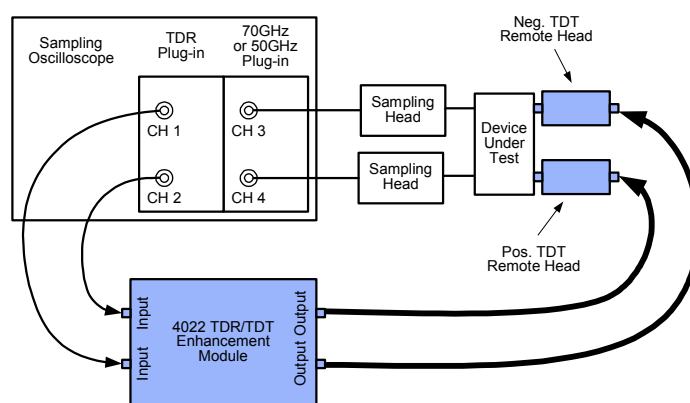 Sampling
Oscilloscope
TDR
Plug-in
70GHz
or 50GHz
Plug-in
CH 1
CH 3
CH 2
CH 4
Sampling
Head
Sampling
Head
Device
Under
Test
Neg. TDT
Remote Head
Pos. TDT
Remote Head
Input
Input
4022 TDR/TDT
Enhancement
Module
Output
Output